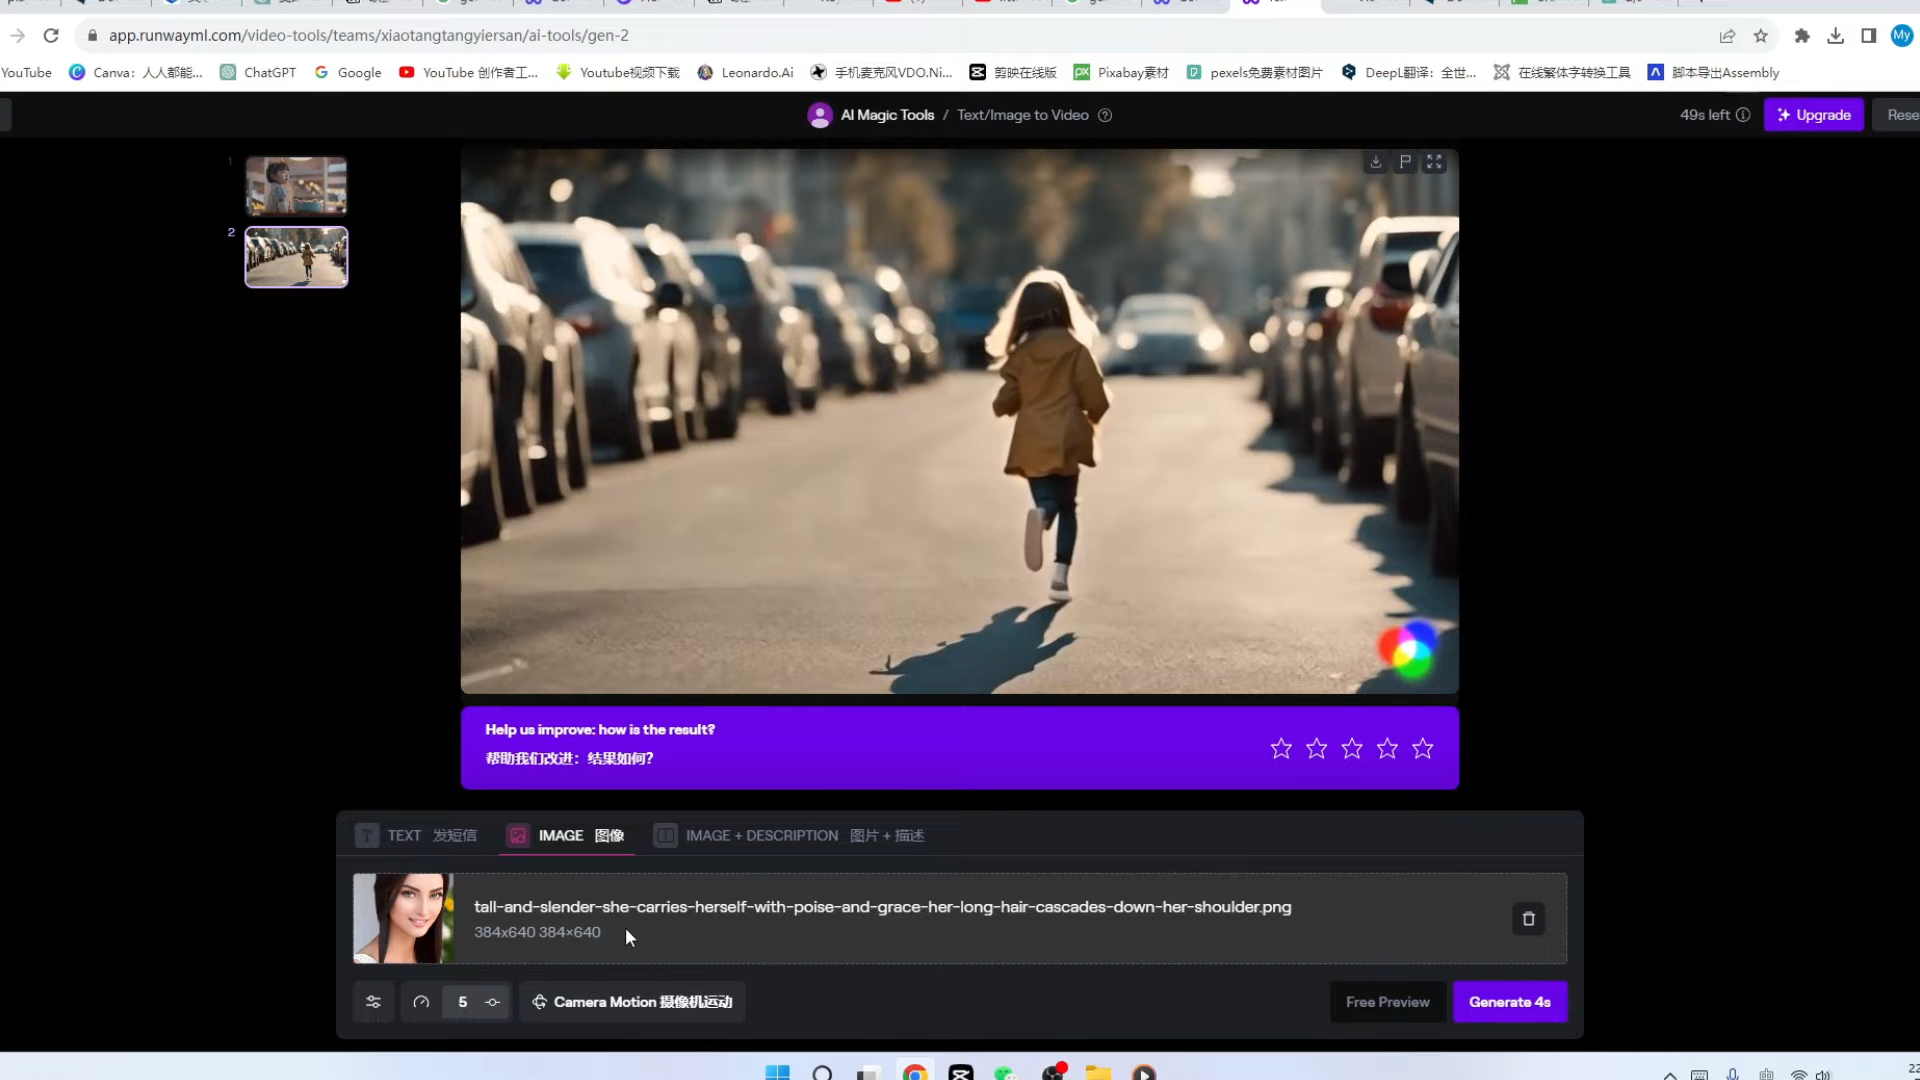 app.runwayml.com/video-tools/teams/xiaotangtangyiersan/ai-tools/gen-2
My
YouTube Canva：人人都能... ChatGPT Google YouTube 创作者工... Youtube视频下载 Leonardo.Ai 手机麦克风VDO.Ni... 剪映在线版 Pixabay素材 pexels免费素材图片 DeepL翻译：全世... 在线繁体字转换工具 脚本导出Assembly
AI Magic Tools / Text/Image to Video
49s left Upgrade Rese
1
2
Help us improve: how is the result?
帮助我们改进：结果如何？
TEXT 发短信 IMAGE 图像 IMAGE + DESCRIPTION 图片 + 描述
tall-and-slender-she-carries-herself-with-poise-and-grace-her-long-hair-cascades-down-her-shoulder.png
384x640 384×640
5 Camera Motion 摄像机运动 Free Preview Generate 4s
22